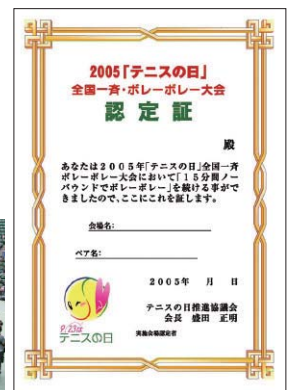 2005「テニスの日」
全国一斉・ボレーボレー大会
認定証
殿
あなたは2005年「テニスの日」全国一斉
ボレーボレー大会において「15分間ノー
バウンドでボレーボレー」を続ける事がで
きましたので、ここにこれを証します。
会場名:
ペア名:
2005年 月 日
テニスの日推進協議会
会長 盛田 正明
9/23は
テニスの日
実施会場認定者